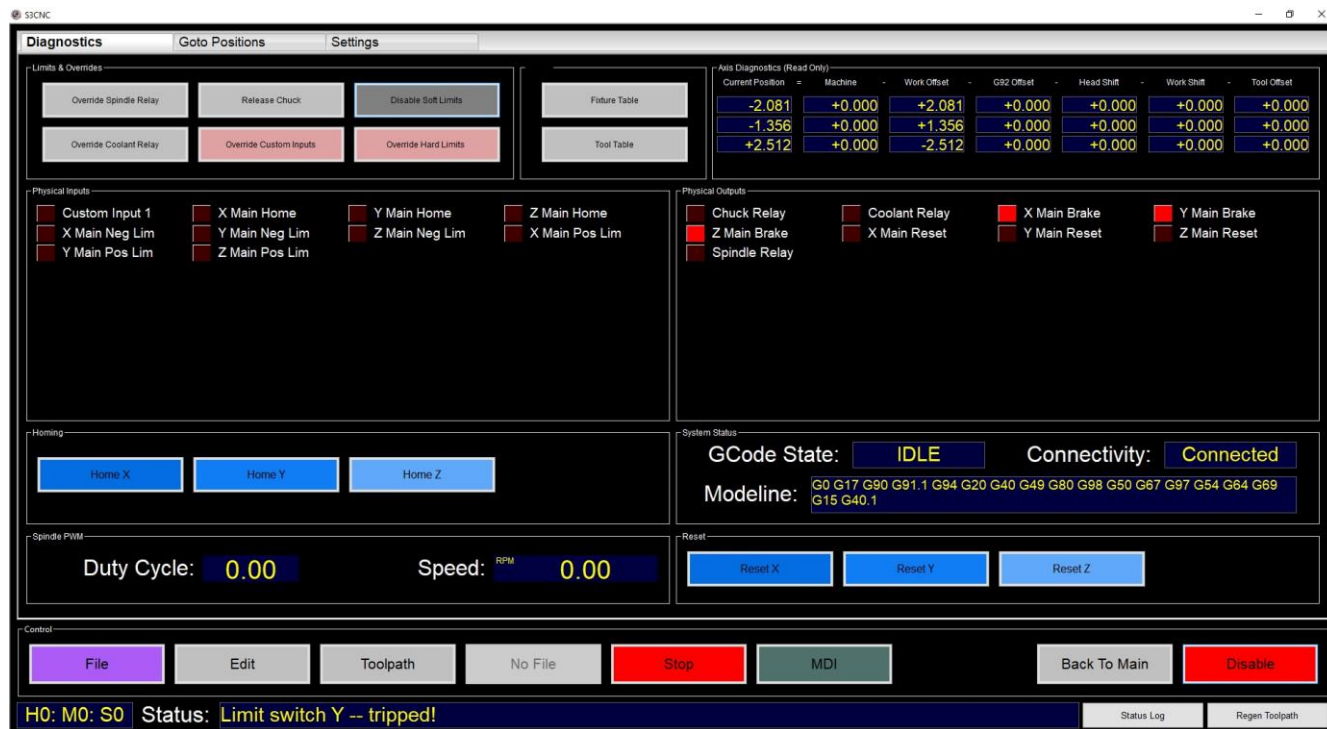 S3CNC
Diagnostics Goto Positions Settings
Limits & Overrides
Override Spindle Relay Release Chuck Disable Soft Limits
Override Coolant Relay Override Custom Inputs Override Hard Limits
Fixture Table
Tool Table
Axis Diagnostics (Read Only)
Current Position = Machine - Work Offset - G92 Offset - Head Shift - Work Shift - Tool Offset
-2.081 +0.000 +2.081 +0.000 +0.000 +0.000 +0.000
-1.356 +0.000 +1.356 +0.000 +0.000 +0.000 +0.000
+2.512 +0.000 -2.512 +0.000 +0.000 +0.000 +0.000
Physical Inputs
Custom Input 1 X Main Home Y Main Home Z Main Home
X Main Neg Lim Y Main Neg Lim Z Main Neg Lim X Main Pos Lim
Y Main Pos Lim Z Main Pos Lim
Physical Outputs
Chuck Relay Coolant Relay X Main Brake Y Main Brake
Z Main Brake X Main Reset Y Main Reset Z Main Reset
Spindle Relay
Homing
Home X Home Y Home Z
System Status
GCode State: IDLE Connectivity: Connected
Modeline: G0 G17 G90 G91.1 G94 G20 G40 G49 G80 G98 G50 G67 G97 G54 G64 G69
G15 G40.1
Spindle PWM
Duty Cycle: 0.00 Speed: RPM 0.00
Reset
Reset X Reset Y Reset Z
Control
File Edit Toolpath No File Stop MDI Back To Main Disable
H0: M0: S0 Status: Limit switch Y -- tripped! Status Log Regen Toolpath